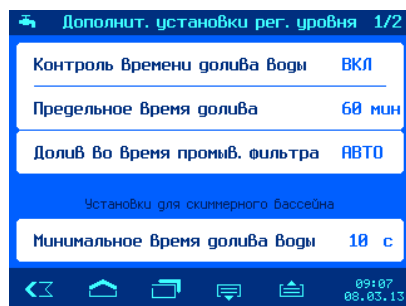 Дополнит. установки рег. уровня 1/2
Контроль времени долива воды ВКЛ
Предельное время долива 60 мин
Долив во время промыв. фильтра АВТО
Установки для скиммерного бассейна
Минимальное время долива воды 10 с
09:07
08.03.13